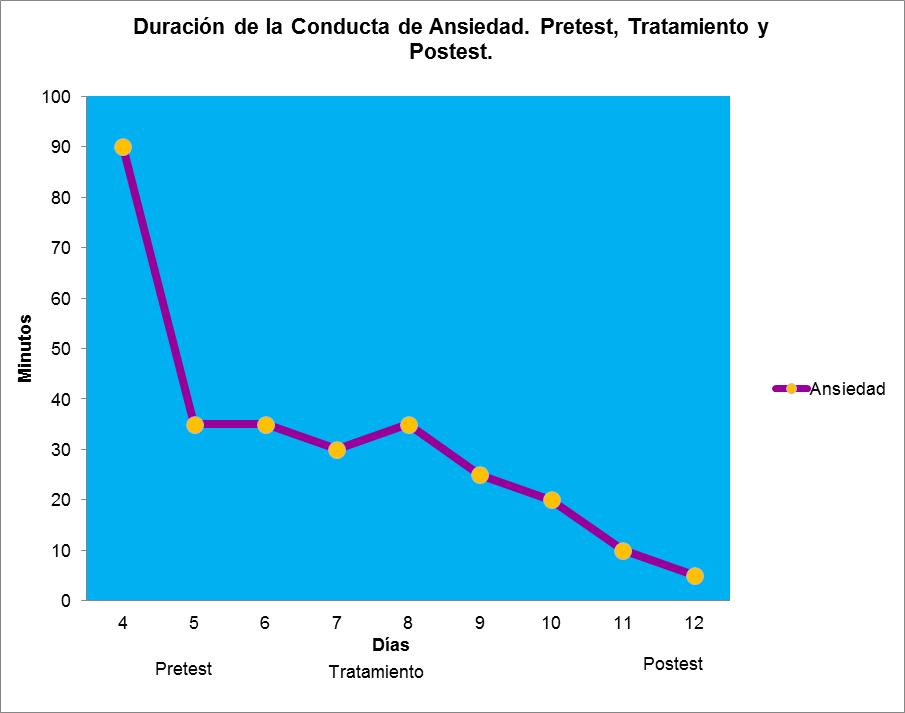 Duración de la Conducta de Ansiedad. Pretest, Tratamiento y
Postest.
100
90
80
70
60
50
40
30
20
10
0
Minutos
4 5 6 7 8 9 10 11 12
Días
Pretest Tratamiento Postest
Ansiedad